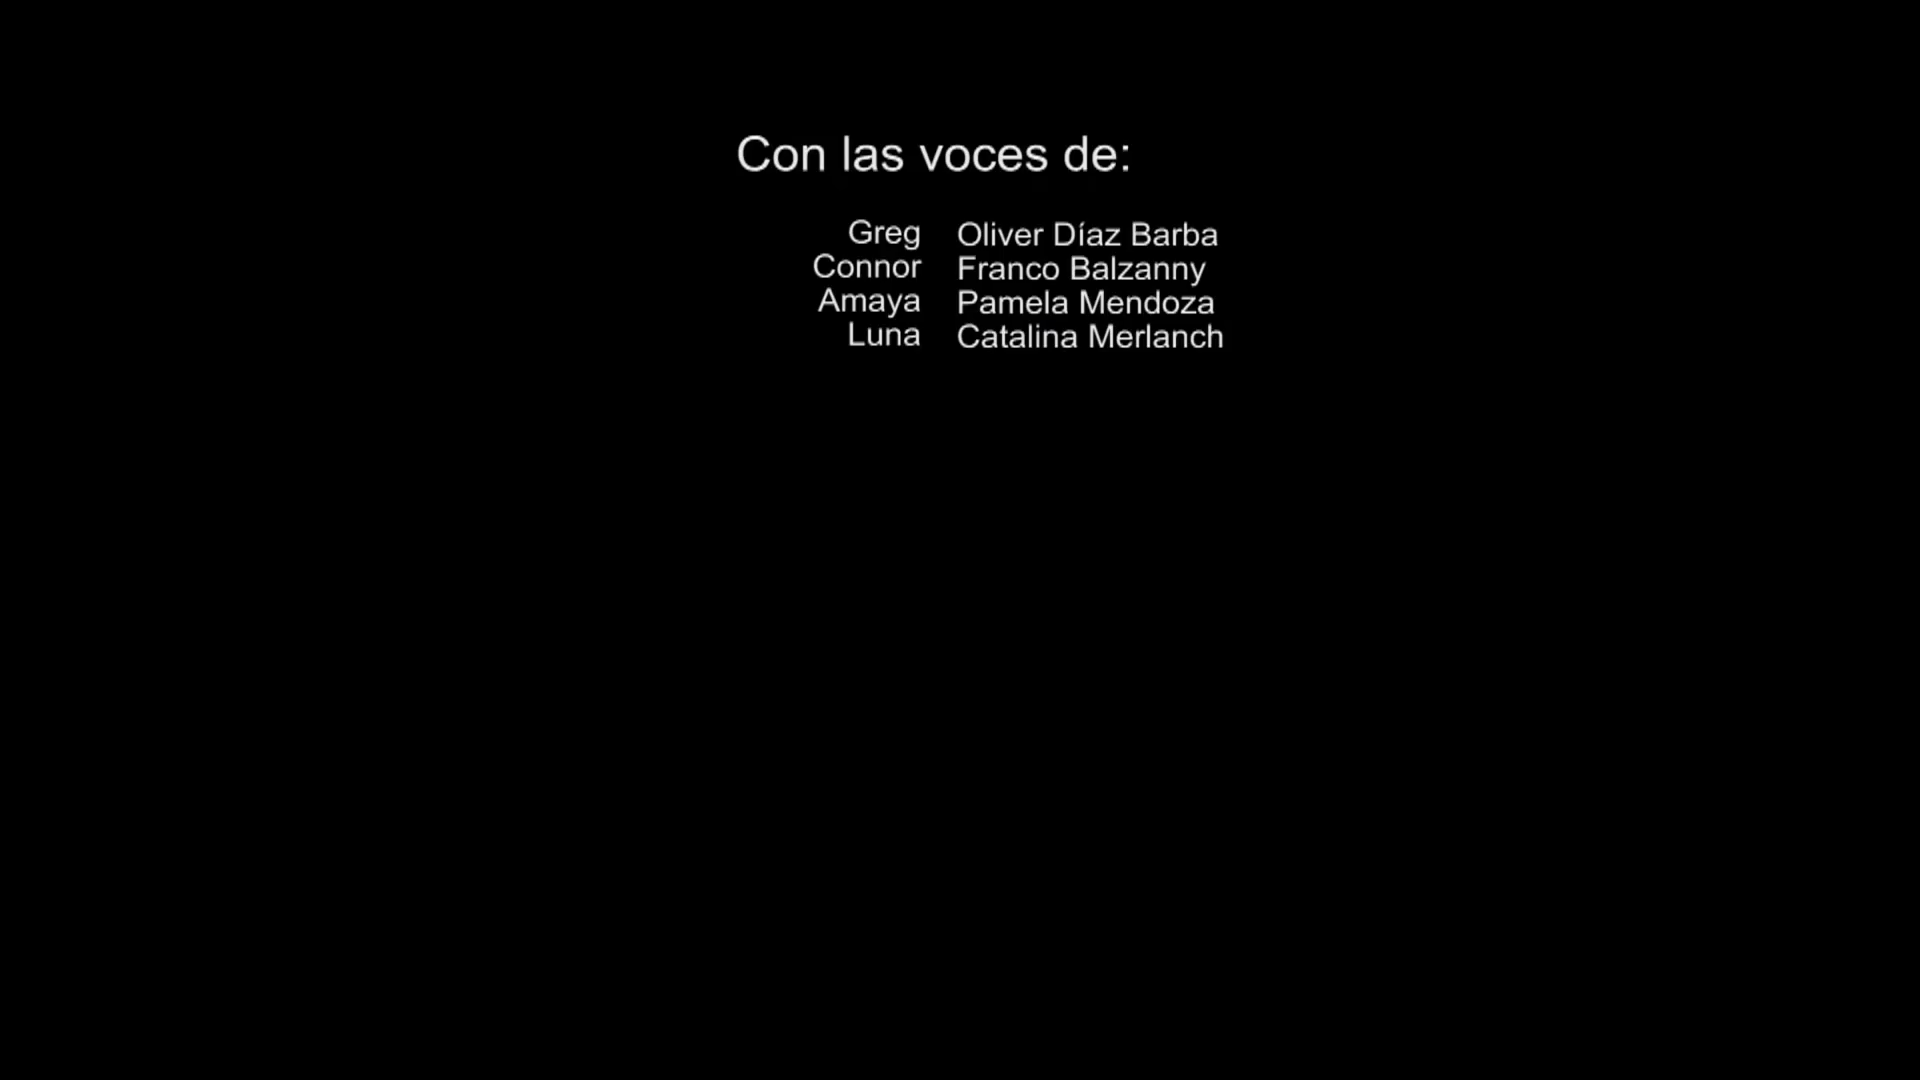 Con las voces de:
Greg Oliver Díaz Barba
Connor Franco Balzanny
Amaya Pamela Mendoza
Luna Catalina Merlanch